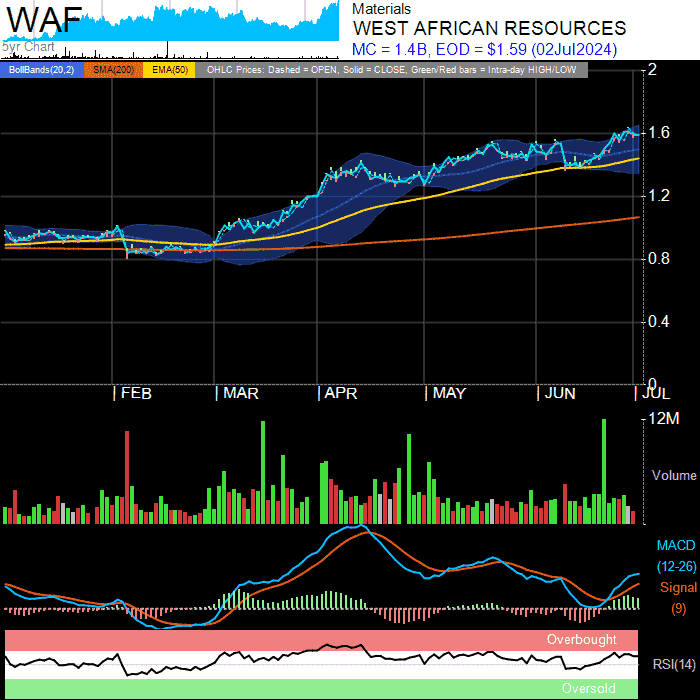 WAF
5yr Chart
Materials
WEST AFRICAN RESOURCES
MC = 1.4B, EOD = $1.59 (02Jul2024)
BollBands(20,2) SMA(200) EMA(50) OHLC Prices: Dashed = OPEN, Solid = CLOSE, Green/Red bars = Intra-day HIGH/LOW
2
1.6
1.2
0.8
0.4
0
FEB MAR APR MAY JUN JUL
12M
Volume
MACD
(12-26)
Signal
(9)
Overbought
RSI(14)
Oversold